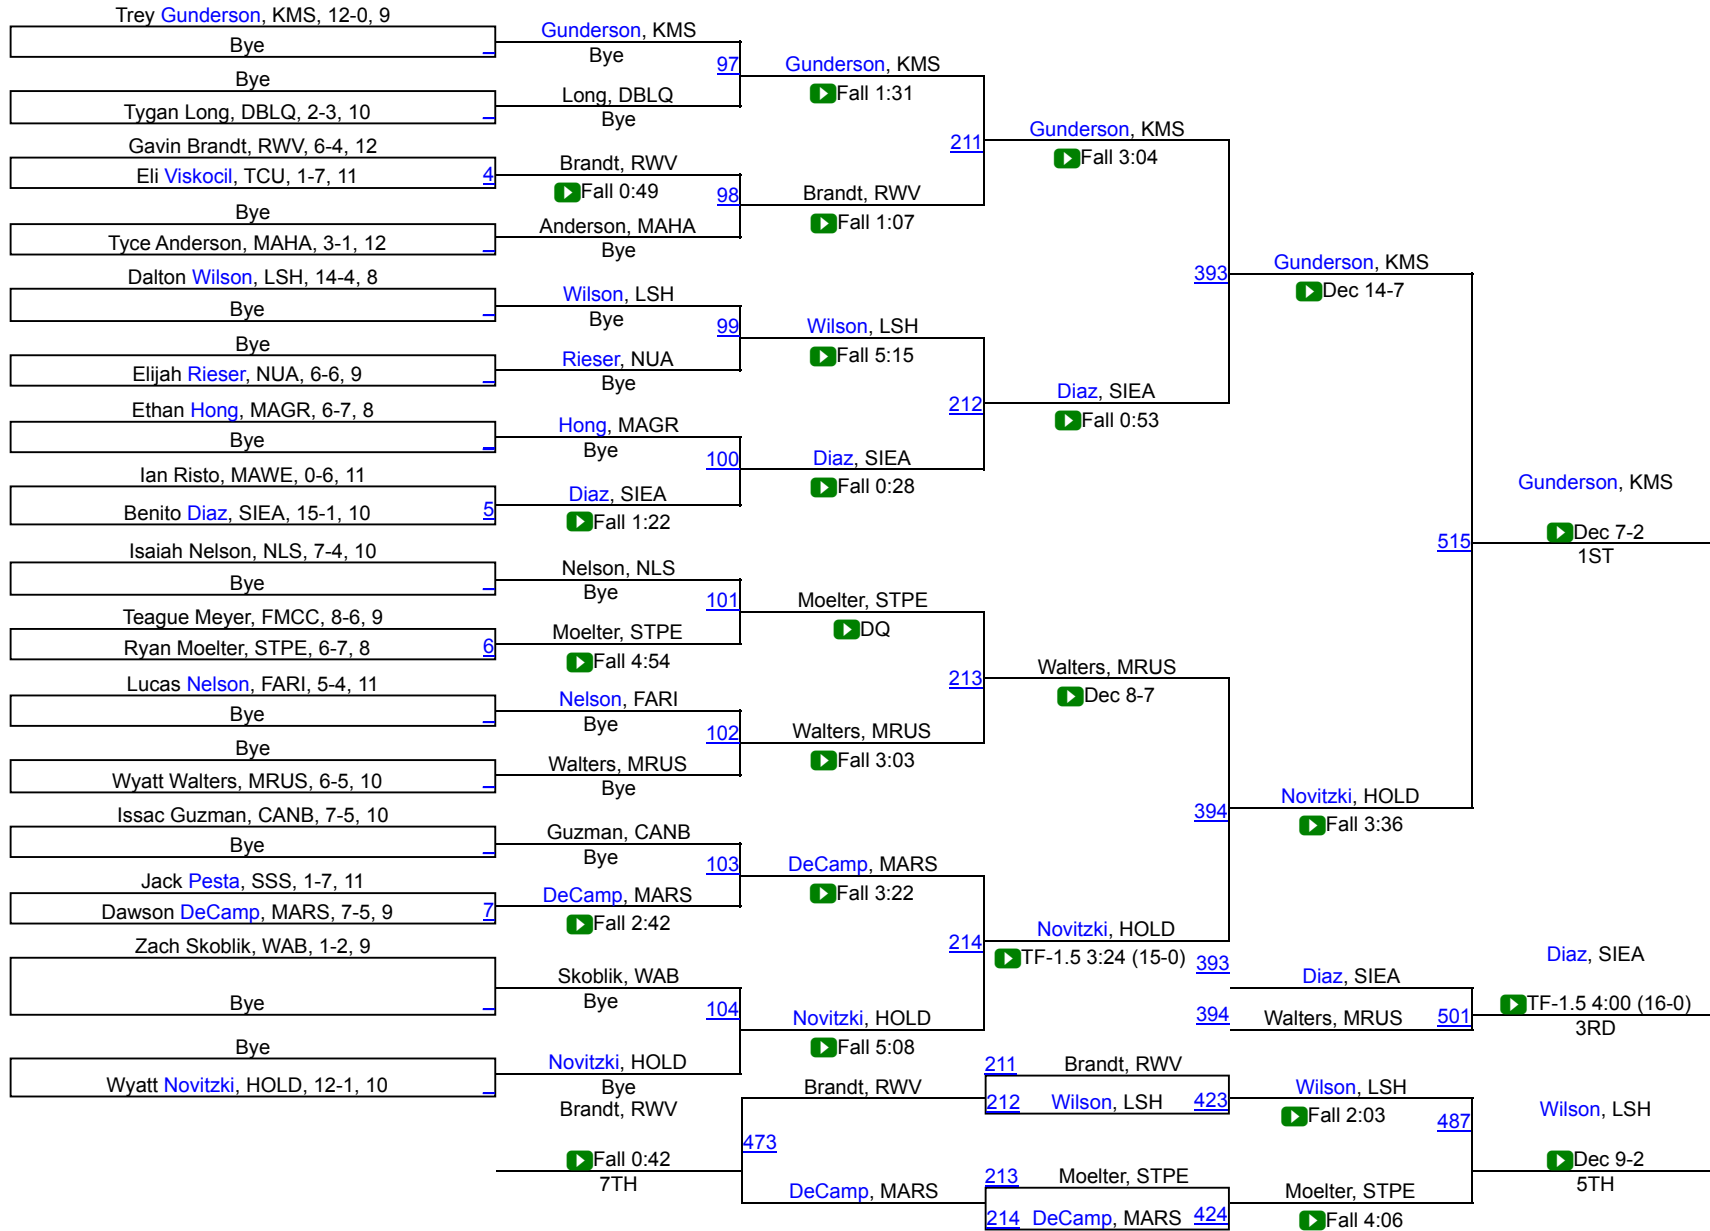 Trey Gunderson, KMS, 12-0, 9
Bye
Bye
Tygan Long, DBLQ, 2-3, 10
Gavin Brandt, RWV, 6-4, 12
Eli Viskocil, TCU, 1-7, 11
4
Bye
Tyce Anderson, MAHA, 3-1, 12
Dalton Wilson, LSH, 14-4, 8
Bye
Bye
Elijah Rieser, NUA, 6-6, 9
Ethan Hong, MAGR, 6-7, 8
Bye
Ian Risto, MAWE, 0-6, 11
Benito Diaz, SIEA, 15-1, 10
5
Isaiah Nelson, NLS, 7-4, 10
Bye
Teague Meyer, FMCC, 8-6, 9
Ryan Moelter, STPE, 6-7, 8
6
Lucas Nelson, FARI, 5-4, 11
Bye
Bye
Wyatt Walters, MRUS, 6-5, 10
Issac Guzman, CANB, 7-5, 10
Bye
Jack Pesta, SSS, 1-7, 11
Dawson DeCamp, MARS, 7-5, 9
7
Zach Skoblik, WAB, 1-2, 9
Bye
Bye
Wyatt Novitzki, HOLD, 12-1, 10
Gunderson, KMS
Bye
97
Long, DBLQ
Bye
Brandt, RWV
Fall 0:49
98
Anderson, MAHA
Bye
Wilson, LSH
Bye
99
Rieser, NUA
Bye
Hong, MAGR
Bye
100
Diaz, SIEA
Fall 1:22
Nelson, NLS
Bye
101
Moelter, STPE
Fall 4:54
Nelson, FARI
Bye
102
Walters, MRUS
Bye
Guzman, CANB
Bye
103
DeCamp, MARS
Fall 2:42
Skoblik, WAB
Bye
104
Novitzki, HOLD
Bye
Brandt, RWV
Fall 0:42
7TH
Gunderson, KMS
Fall 1:31
211
Brandt, RWV
Fall 1:07
Wilson, LSH
Fall 5:15
212
Diaz, SIEA
Fall 0:28
Moelter, STPE
DQ
213
Walters, MRUS
Fall 3:03
DeCamp, MARS
Fall 3:22
214
Novitzki, HOLD
Fall 5:08
Brandt, RWV
473
DeCamp, MARS
Gunderson, KMS
Fall 3:04
393
Diaz, SIEA
Fall 0:53
Walters, MRUS
Dec 8-7
394
Novitzki, HOLD
TF-1.5 3:24 (15-0)
211 Brandt, RWV
212 Wilson, LSH 423
213 Moelter, STPE
214 DeCamp, MARS 424
Gunderson, KMS
Dec 14-7
515
Novitzki, HOLD
Fall 3:36
393 Diaz, SIEA
394 Walters, MRUS 501
Wilson, LSH
Fall 2:03
487
Moelter, STPE
Fall 4:06
Gunderson, KMS
Dec 7-2
1ST
Diaz, SIEA
TF-1.5 4:00 (16-0)
3RD
Wilson, LSH
Dec 9-2
5TH